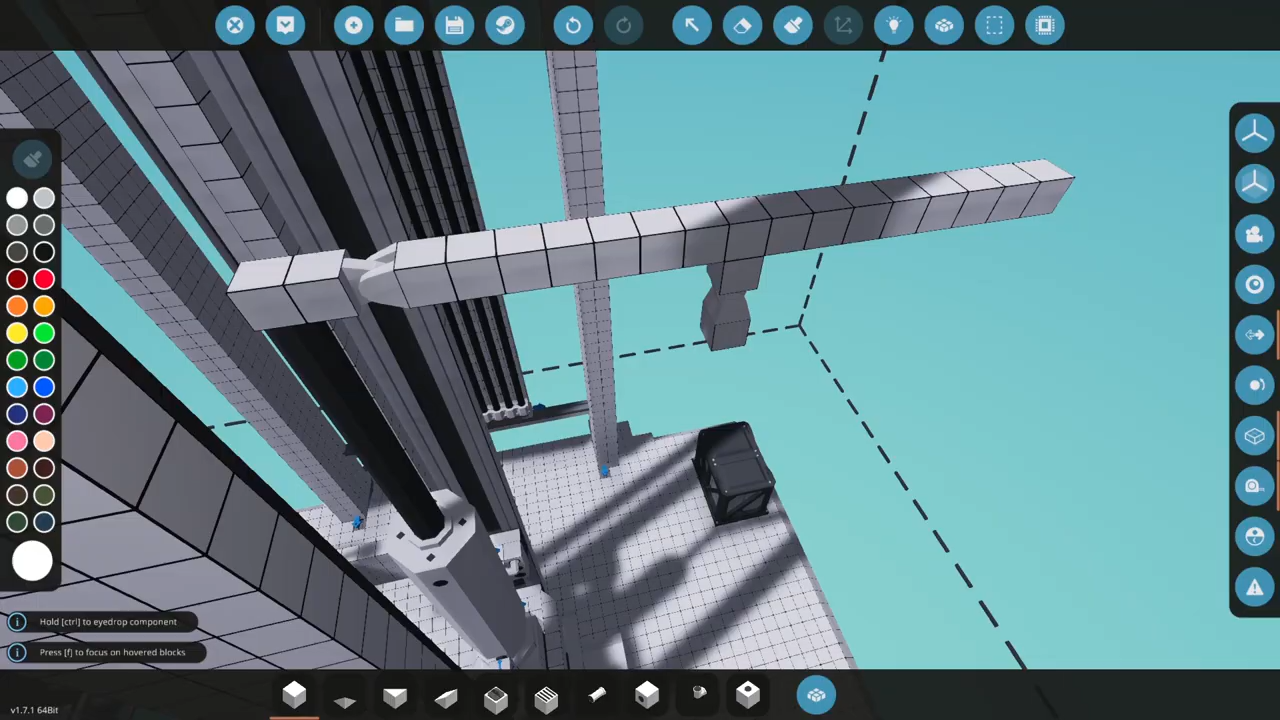 Hold [ctrl] to eyedrop component
Press [f] to focus on hovered blocks
v1.7.1 64Bit